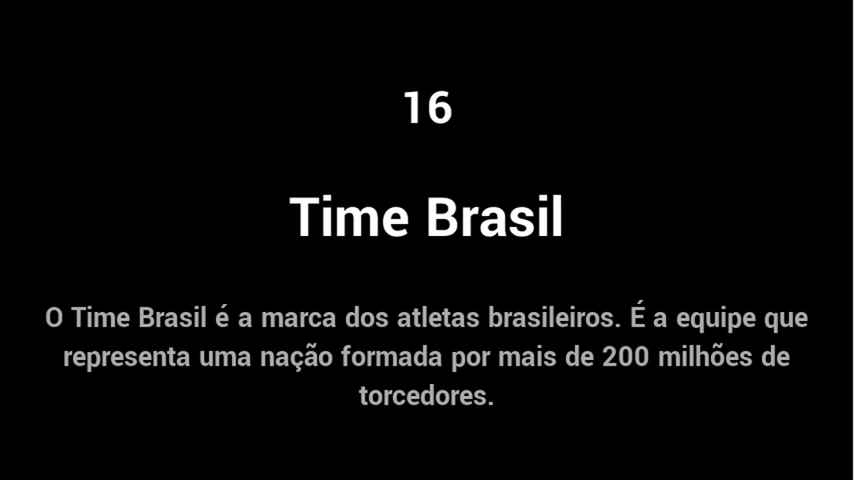 16
Time Brasil
O Time Brasil é a marca dos atletas brasileiros. É a equipe que
representa uma nação formada por mais de 200 milhões de
torcedores.